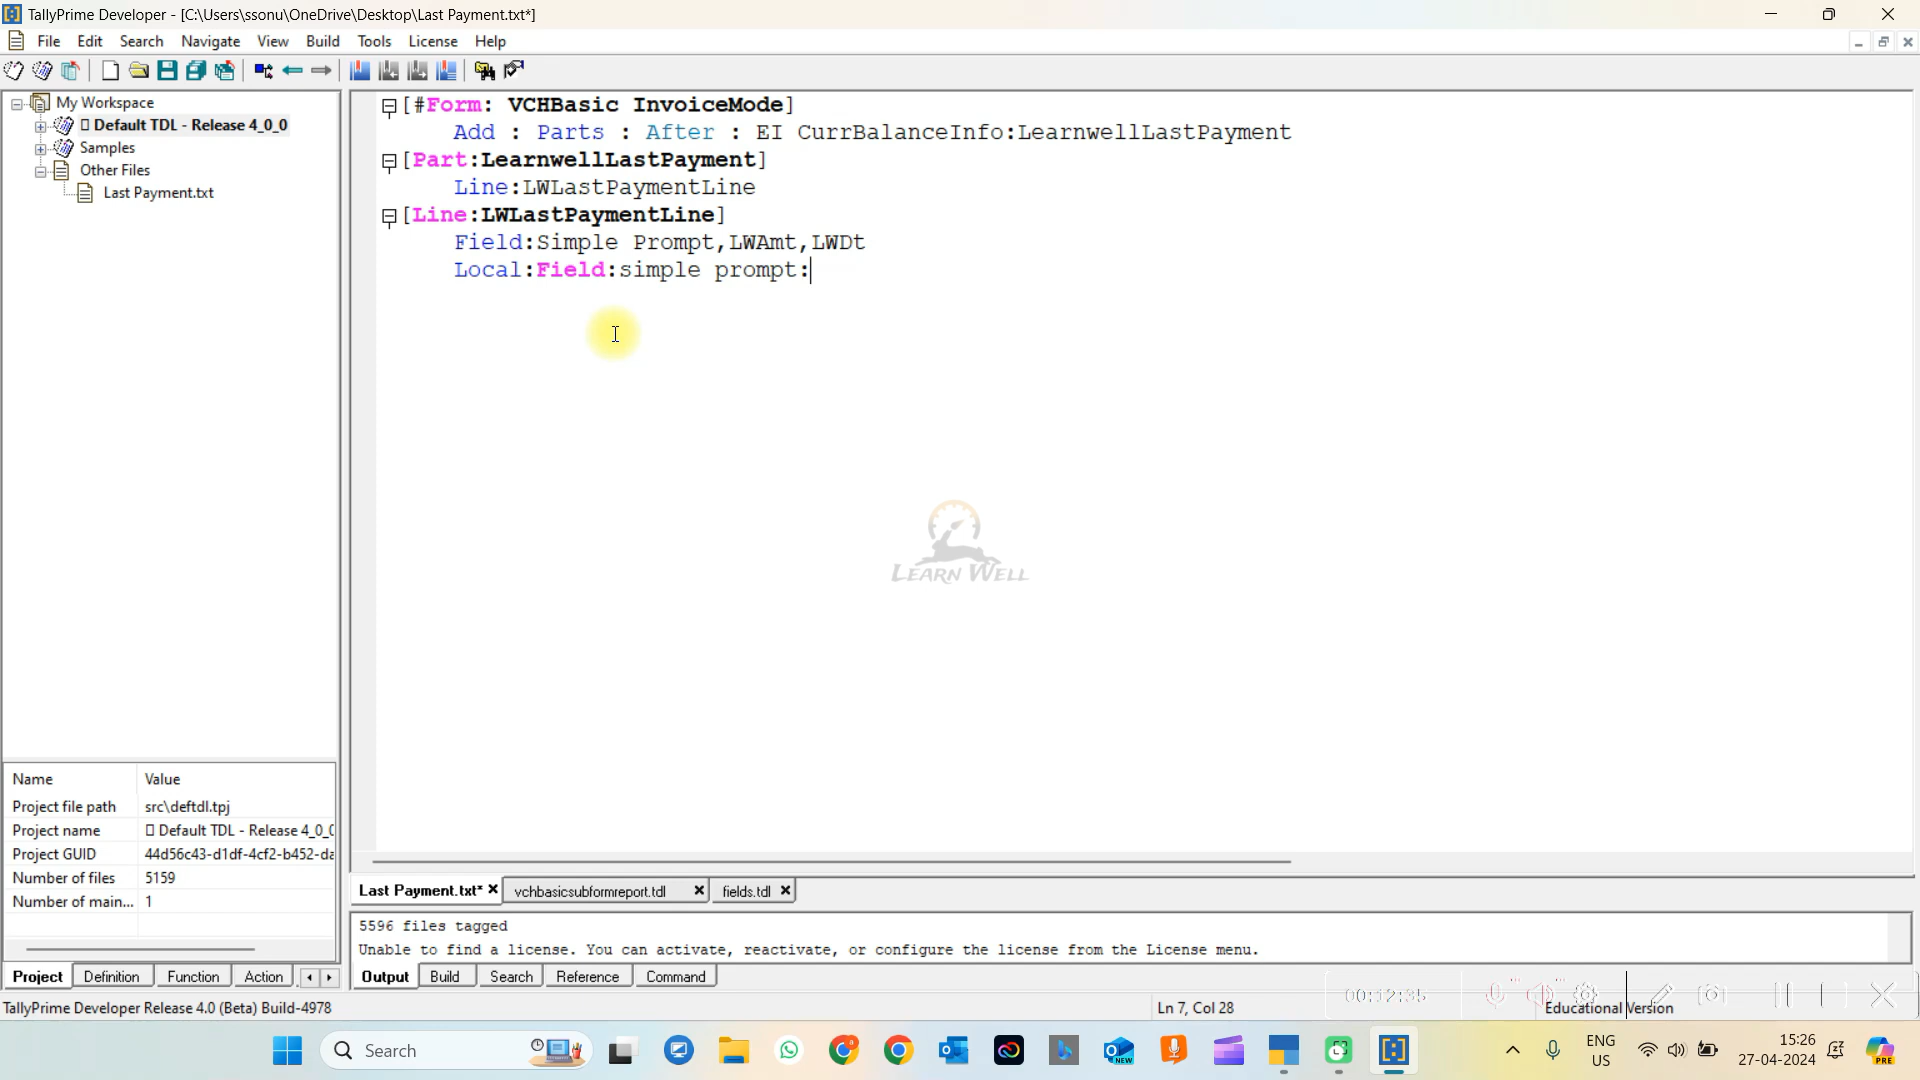 TallyPrime Developer - [C:\Users\ssonu\OneDrive\Desktop\Last Payment.txt*]
File Edit Search Navigate View Build Tools License Help
My Workspace
Default TDL - Release 4_0_0
Samples
Other Files
Last Payment.txt
[#Form: VCHBasic InvoiceMode]
Add : Parts : After : EI CurrBalanceInfo:LearnwellLastPayment
[Part:LearnwellLastPayment]
Line:LWLastPaymentLine
[Line:LWLastPaymentLine]
Field:Simple Prompt,LWAmt,LWDt
Local:Field:simple prompt:
LEARN WELL
Name Value
Project file path src\deftdl.tpj
Project name Default TDL - Release 4_0_0
Project GUID 44d56c43-d1df-4cf2-b452-da
Number of files 5159
Number of main... 1
Project Definition Function Action
Last Payment.txt* vchbasicsubformreport.tdl fields.tdl
5596 files tagged
Unable to find a license. You can activate, reactivate, or configure the license from the License menu.
Output Build Search Reference Command
00:12:35
TallyPrime Developer Release 4.0 (Beta) Build-4978
Ln 7, Col 28
Educational Version
Search
NEW
ENG
US
15:26
27-04-2024
PRE